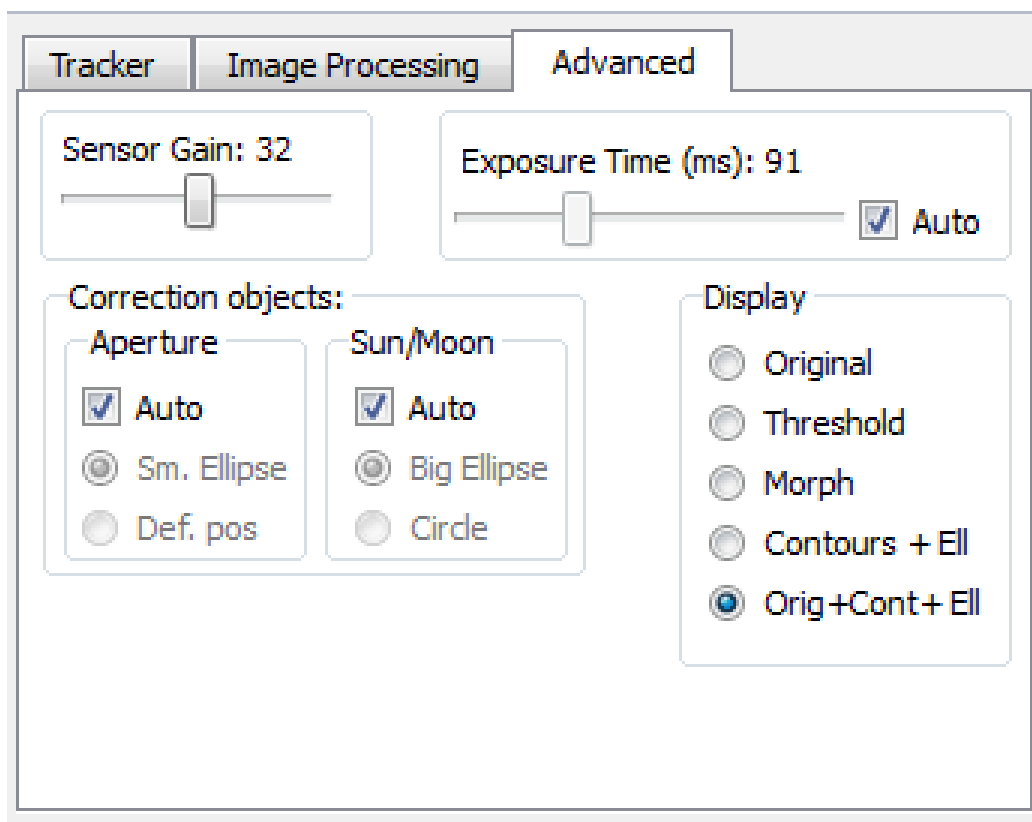 Tracker
Image Processing
Advanced
Sensor Gain: 32
Exposure Time (ms): 91
Auto
Correction objects:
Aperture
Auto
Sm. Ellipse
Def. pos
Sun/Moon
Auto
Big Ellipse
Circle
Display
Original
Threshold
Morph
Contours + Ell
Orig+Cont+ Ell